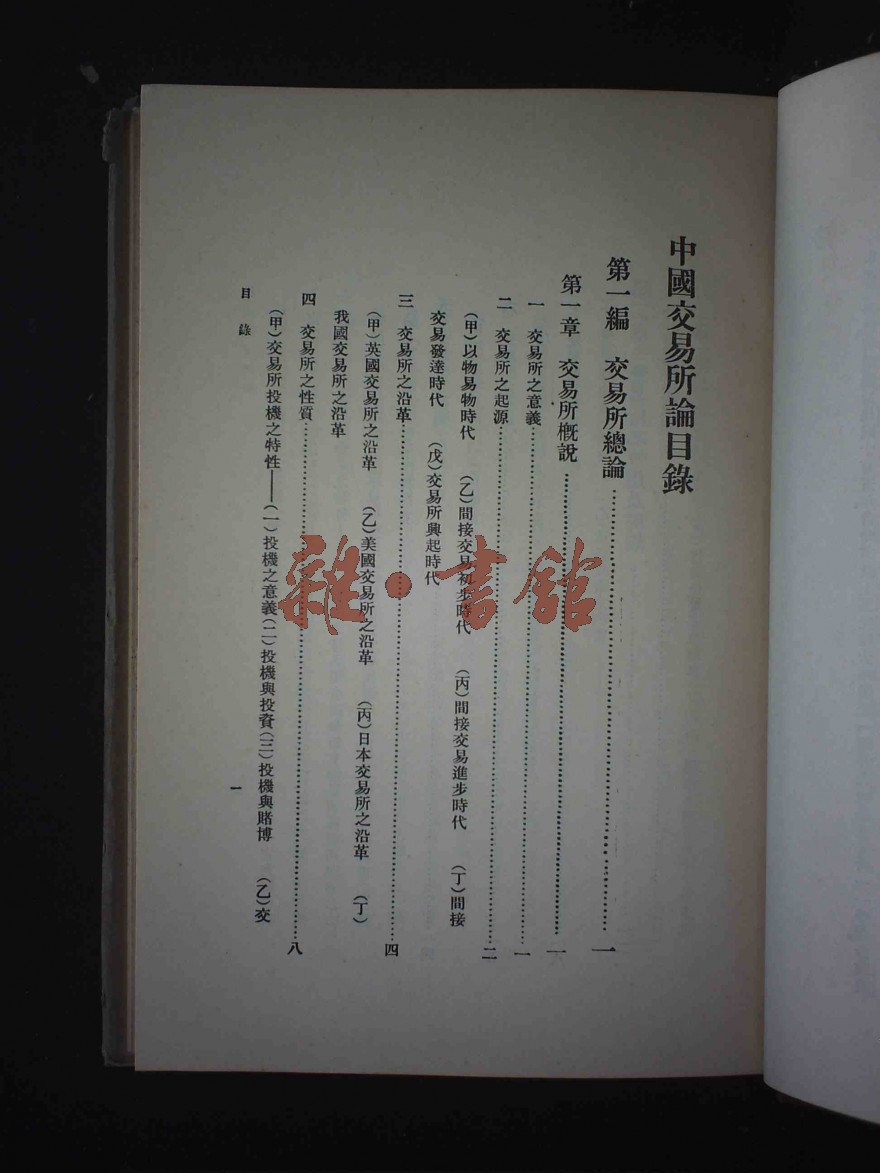 中國交易所論目錄
第一編 交易所總論……一
第一章 交易所概說……一
一 交易所之意義……一
二 交易所之起源……二
（甲）以物易物時代 （乙）間接交易初步時代 （丙）間接交易進步時代 （丁）間接
交易發達時代 （戊）交易所興起時代
三 交易所之沿革……四
（甲）英國交易所之沿革 （乙）美國交易所之沿革 （丙）日本交易所之沿革 （丁）
我國交易所之沿革
四 交易所之性質……八
（甲）交易所投機之特性——（一）投機之意義（二）投機與投資（三）投機與賭博 （乙）交
目錄 一
雜·書館